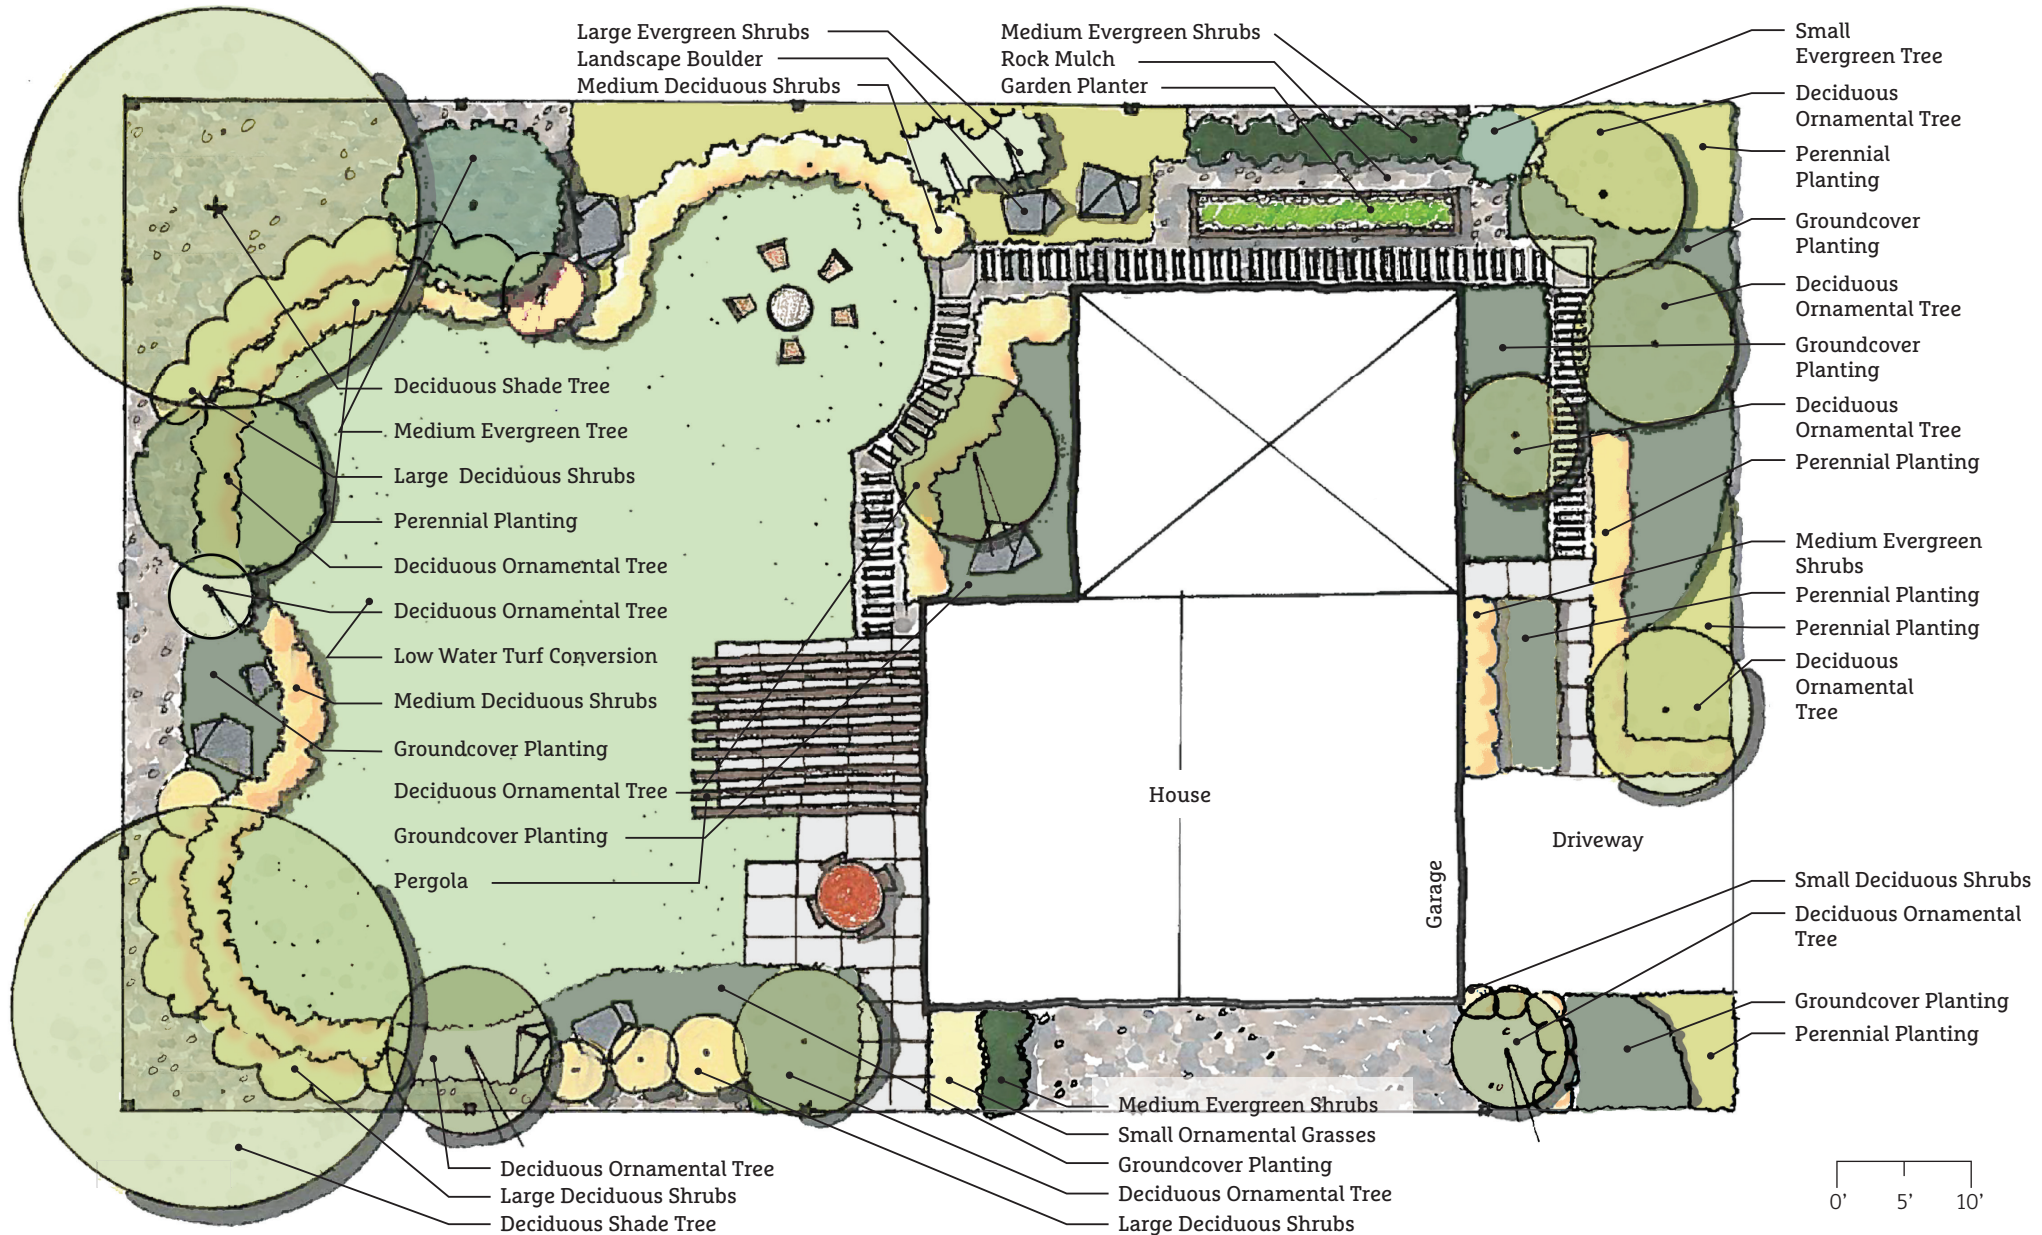 Large Evergreen Shrubs
Landscape Boulder
Medium Deciduous Shrubs
Medium Evergreen Shrubs
Rock Mulch
Garden Planter
Small
Evergreen Tree
Deciduous
Ornamental Tree
Perennial
Planting
Groundcover
Planting
Deciduous
Ornamental Tree
Groundcover
Planting
Deciduous
Ornamental Tree
Perennial Planting
Medium Evergreen
Shrubs
Perennial Planting
Perennial Planting
Deciduous
Ornamental
Tree
Deciduous Shade Tree
Medium Evergreen Tree
Large Deciduous Shrubs
Perennial Planting
Deciduous Ornamental Tree
Deciduous Ornamental Tree
Low Water Turf Conversion
Medium Deciduous Shrubs
Groundcover Planting
Deciduous Ornamental Tree
Groundcover Planting
Pergola
House
Garage
Driveway
Small Deciduous Shrubs
Deciduous Ornamental
Tree
Groundcover Planting
Perennial Planting
Medium Evergreen Shrubs
Small Ornamental Grasses
Groundcover Planting
Deciduous Ornamental Tree
Large Deciduous Shrubs
Deciduous Ornamental Tree
Large Deciduous Shrubs
Deciduous Shade Tree
0' 5' 10'